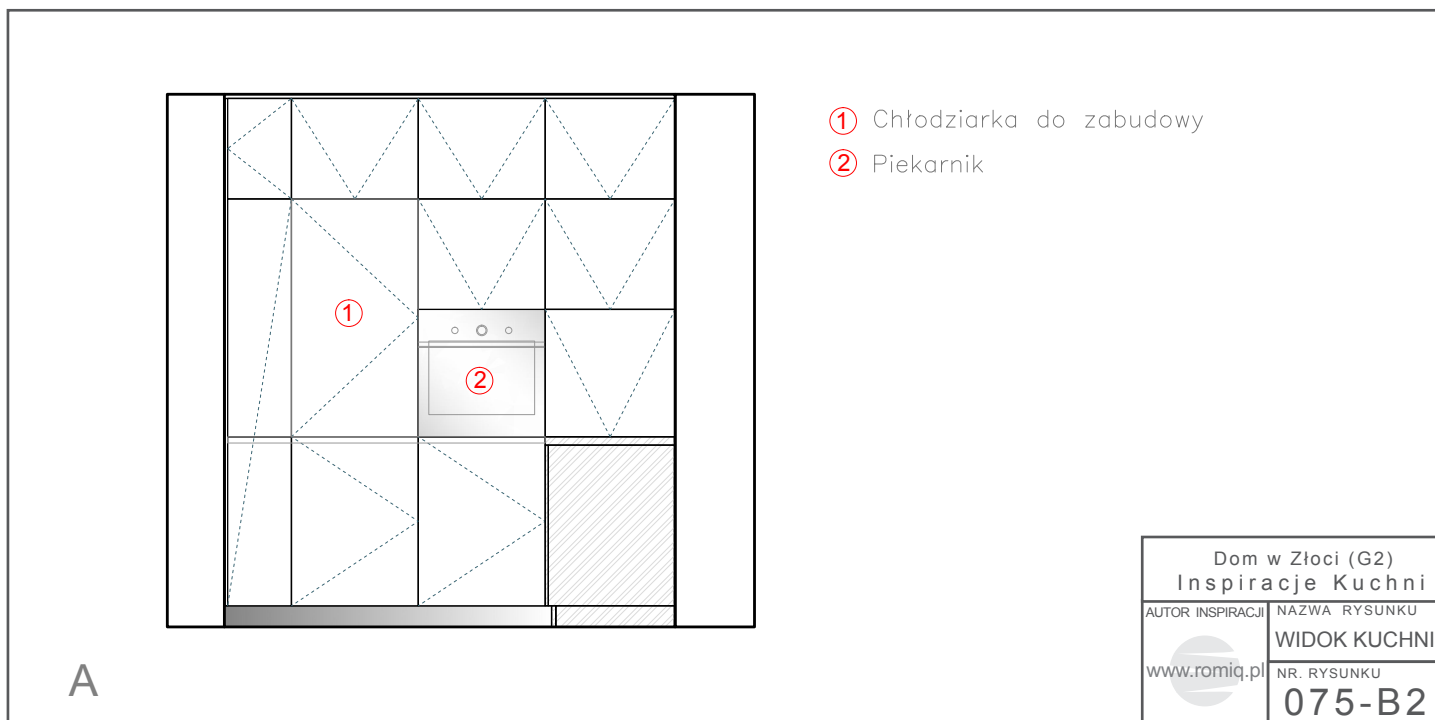 1 Chłodziarka do zabudowy
2 Piekarnik
1
2
A
Dom w Złoci (G2)
Inspiracje Kuchni
AUTOR INSPIRACJI
www.romiq.pl
NAZWA RYSUNKU
WIDOK KUCHNI
NR. RYSUNKU
075-B2